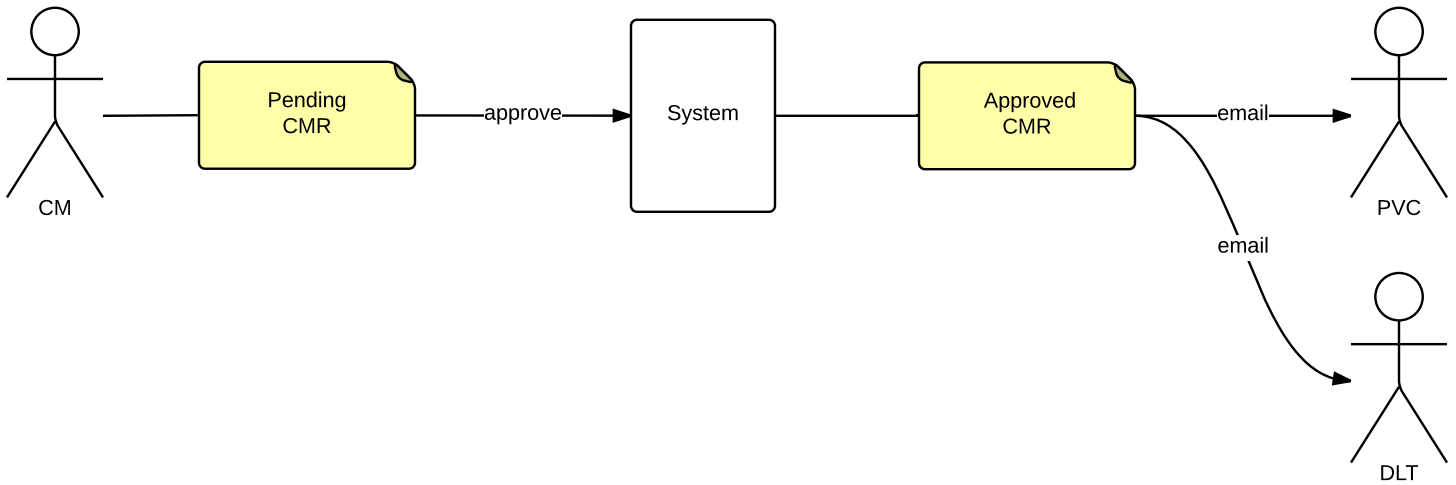 Pending
CMR
approve
System
Approved
CMR
email
CM
PVC
email
DLT